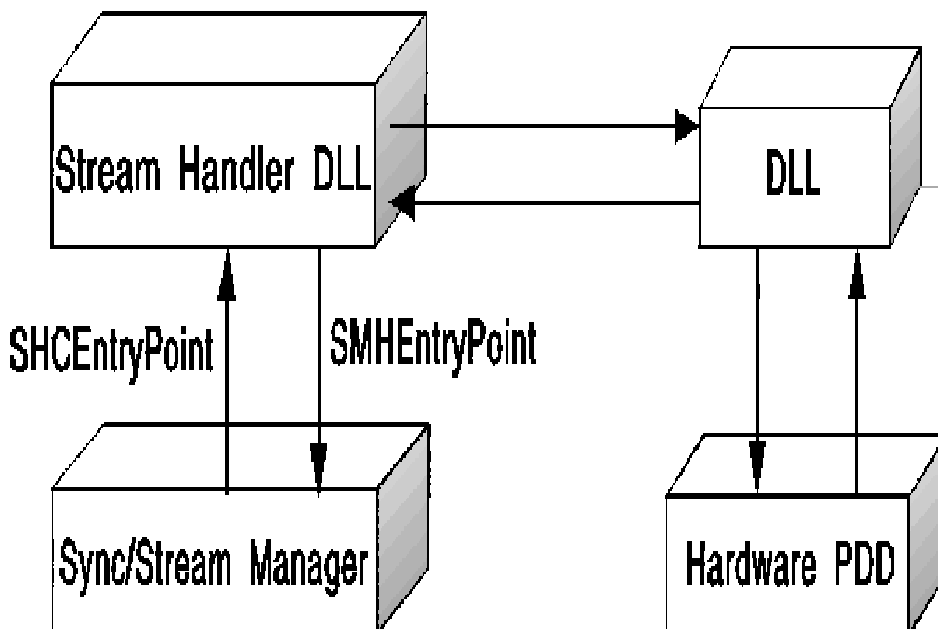 Stream Handler DLL
DLL
SHCEntryPoint
SMHEntryPoint
Sync/Stream Manager
Hardware PDD